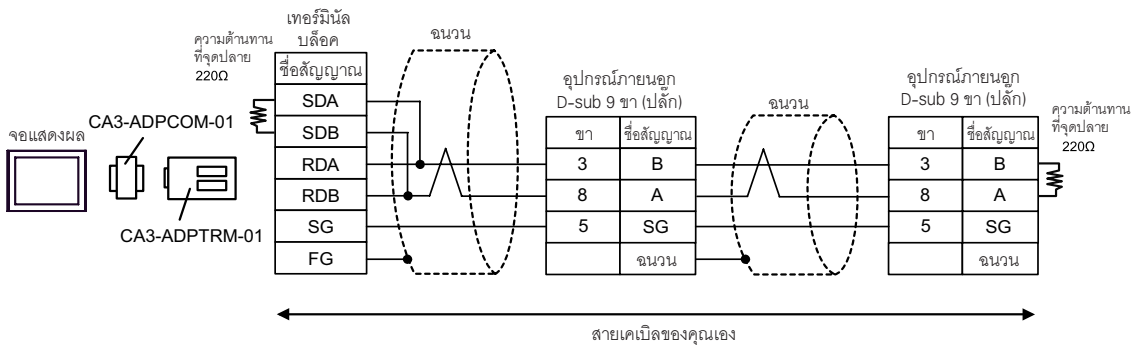 ความต้านทาน
ที่จุดปลาย
220Ω
เทอร์มินัล
บล็อค
ชื่อสัญญาณ
SDA
SDB
RDA
RDB
SG
FG
ฉนวน
จอแสดงผล
CA3-ADPCOM-01
CA3-ADPTRM-01
อุปกรณ์ภายนอก
D-sub 9 ขา (ปลั๊ก)
ขา ชื่อสัญญาณ
3 B
8 A
5 SG
ฉนวน
ฉนวน
อุปกรณ์ภายนอก
D-sub 9 ขา (ปลั๊ก)
ขา ชื่อสัญญาณ
3 B
8 A
5 SG
ฉนวน
ความต้านทาน
ที่จุดปลาย
220Ω
สายเคเบิลของคุณเอง